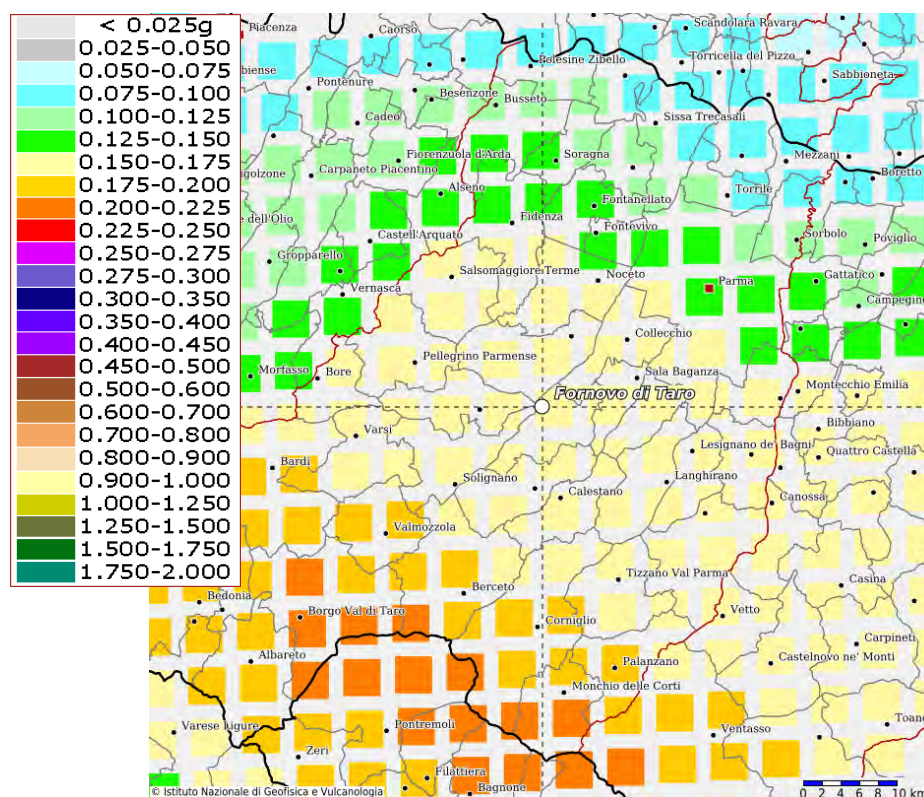 < 0.025g
0.025-0.050
0.050-0.075
0.075-0.100
0.100-0.125
0.125-0.150
0.150-0.175
0.175-0.200
0.200-0.225
0.225-0.250
0.250-0.275
0.275-0.300
0.300-0.350
0.350-0.400
0.400-0.450
0.450-0.500
0.500-0.600
0.600-0.700
0.700-0.800
0.800-0.900
0.900-1.000
1.000-1.250
1.250-1.500
1.500-1.750
1.750-2.000
Piacenza
Caorso
Scandolara Ravara
Polesine Zibello
Torricella del Pizzo
Sabbioneta
Pontenure
Besenzone
Busseto
Cadeo
Sissa Trecasali
Fiorenzuola d'Arda
Soragna
Mezzani
Carpaneto Piacentino
Boretto
Alseno
Torrile
Fontanellato
Fidenza
Fontevivo
Castell'Arquato
Sorbolo
Poviglio
Gropparello
Salsomaggiore Terme
Noceto
Parma
Gattatico
Vernasca
Campegine
Collecchio
Pellegrino Parmense
Morfasso
Bore
Sala Baganza
Montecchio Emilia
Fornovo di Taro
Varsi
Bibbiano
Lesignano de' Bagni
Quattro Castella
Bardi
Solignano
Langhirano
Calestano
Canossa
Valmozzola
Tizzano Val Parma
Casina
Bedonia
Berceto
Borgo Val di Taro
Vetto
Corniglio
Carpineti
Albareto
Palanzano
Castelnovo ne' Monti
Monchio delle Corti
Varese Ligure
Pontremoli
Ventasso
Toano
Zeri
Filattiera
Bagnone
© Istituto Nazionale di Geofisica e Vulcanologia
0 2 4 6 8 10 km